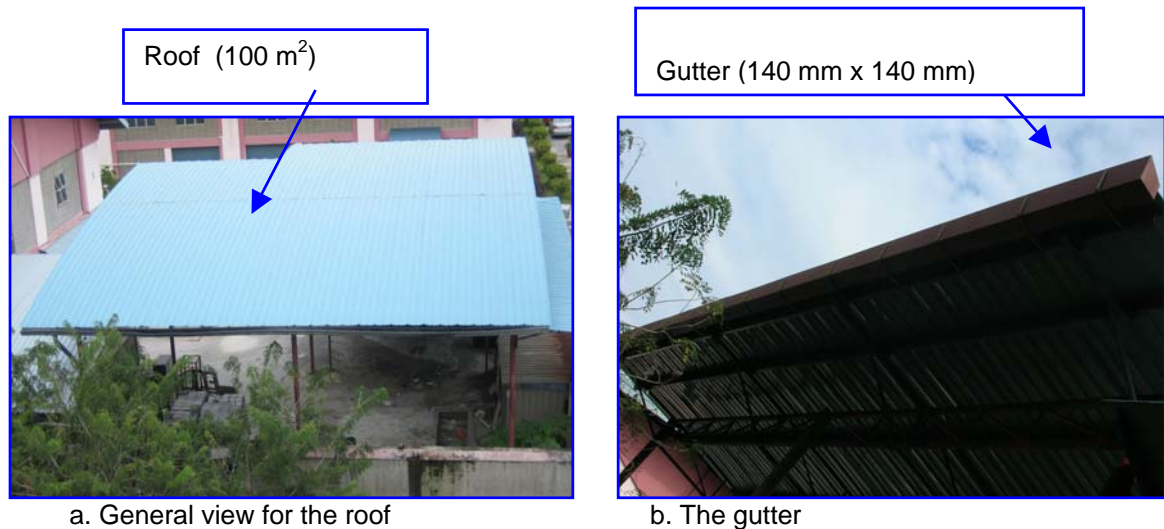 Roof (100 m²)
Gutter (140 mm x 140 mm)
a. General view for the roof
b. The gutter